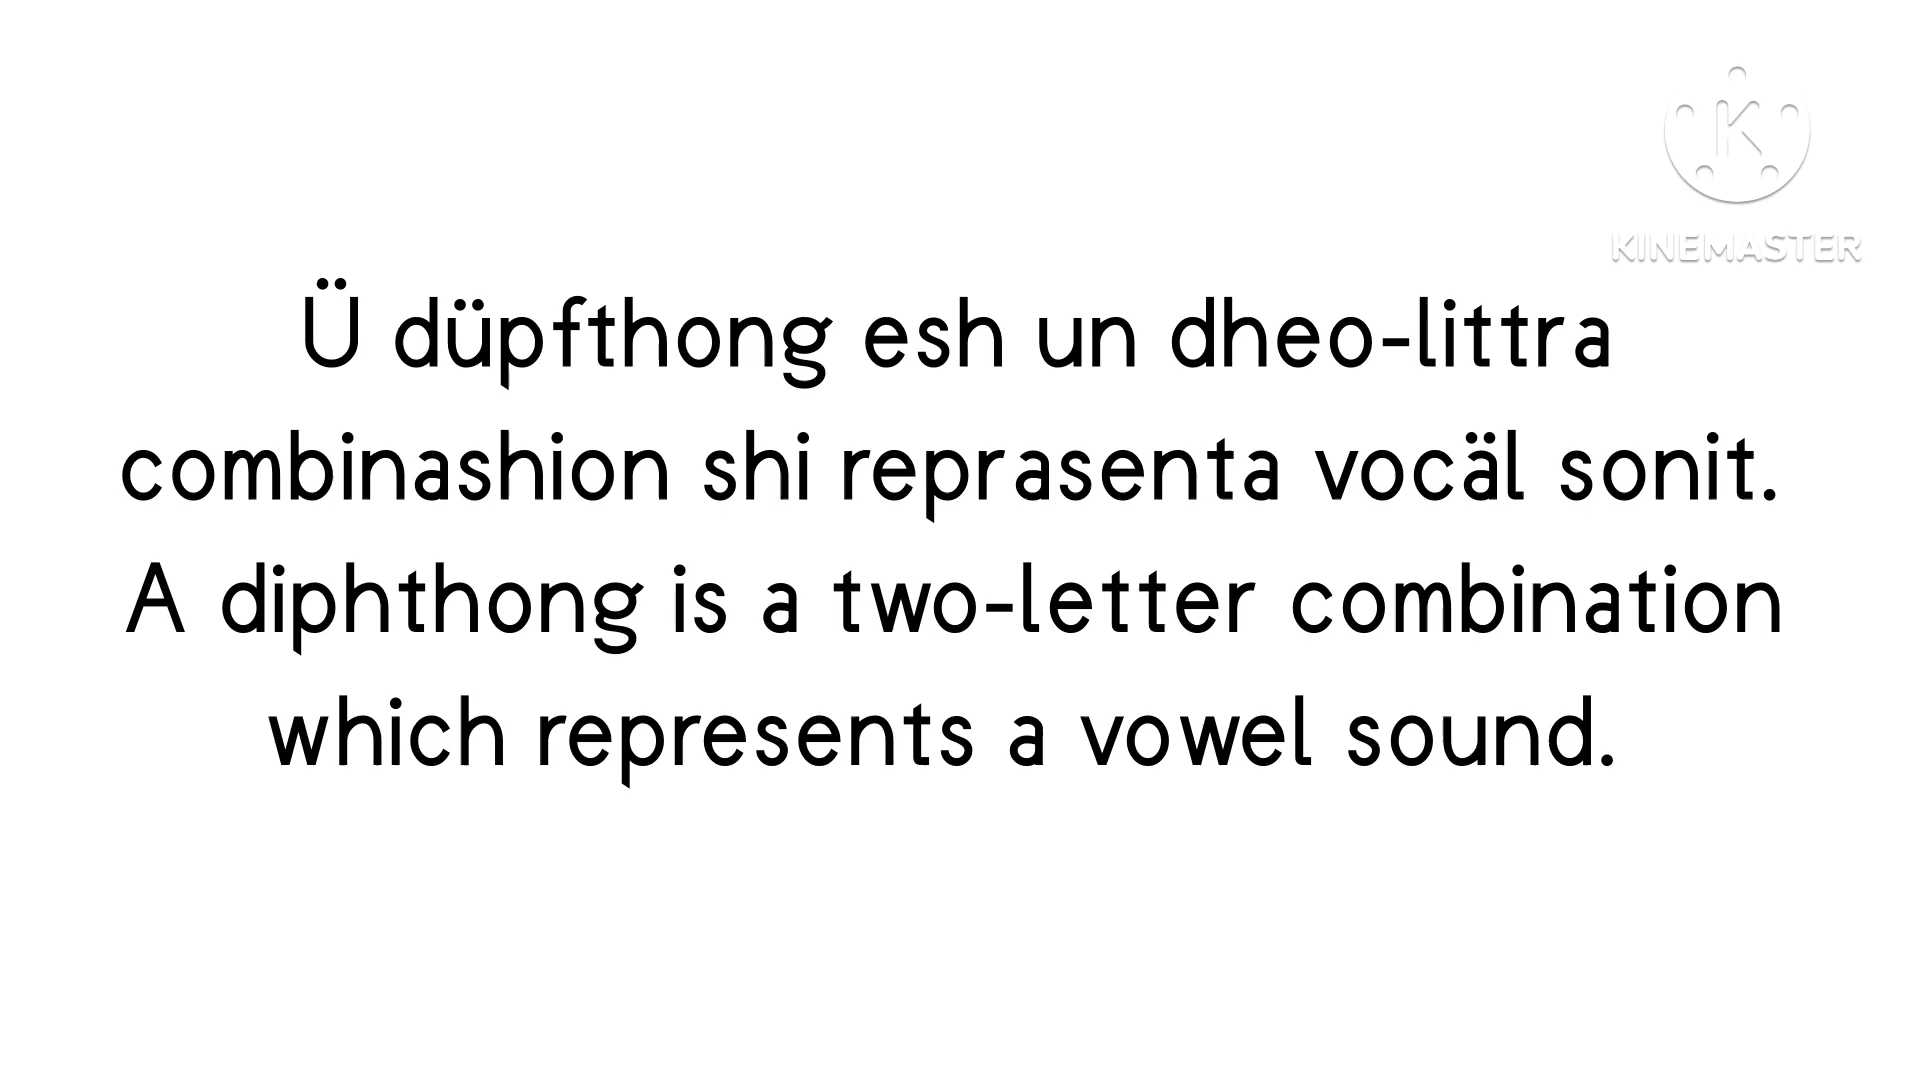 KINEMASTER
Ü düpfthong esh un dheo-littra
combinashion shi reprasenta vocäl sonit.
A diphthong is a two-letter combination
which represents a vowel sound.